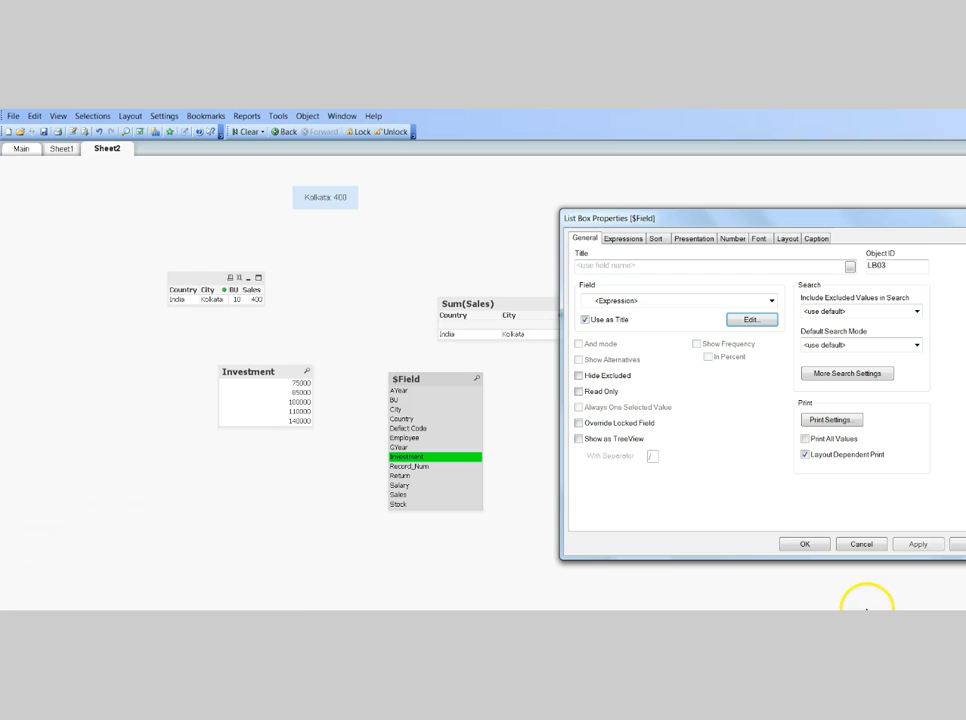 File Edit View Selections Layout Settings Bookmarks Reports Tools Object Window Help
Clear Back Forward Lock Unlock
Main Sheet1 Sheet2
Kolkata: 400
Country City BU Sales
India Kolkata 10 400
Sum(Sales)
Country City
India Kolkata
Investment
75000
85000
100000
110000
140000
$Field
AYear
BU
City
Country
Defect Code
Employee
GYear
Investment
Record_Num
Return
Salary
Sales
Stock
List Box Properties [$Field]
General Expressions Sort Presentation Number Font Layout Caption
Title
<use field name>
...
Object ID
LB03
Field
<Expression>
Use as Title
Edit...
And mode
Show Alternatives
Hide Excluded
Read Only
Always One Selected Value
Override Locked Field
Show as TreeView
With Separator /
Show Frequency
In Percent
Search
Include Excluded Values in Search
<use default>
Default Search Mode
<use default>
More Search Settings
Print
Print Settings...
Print All Values
Layout Dependent Print
OK Cancel Apply